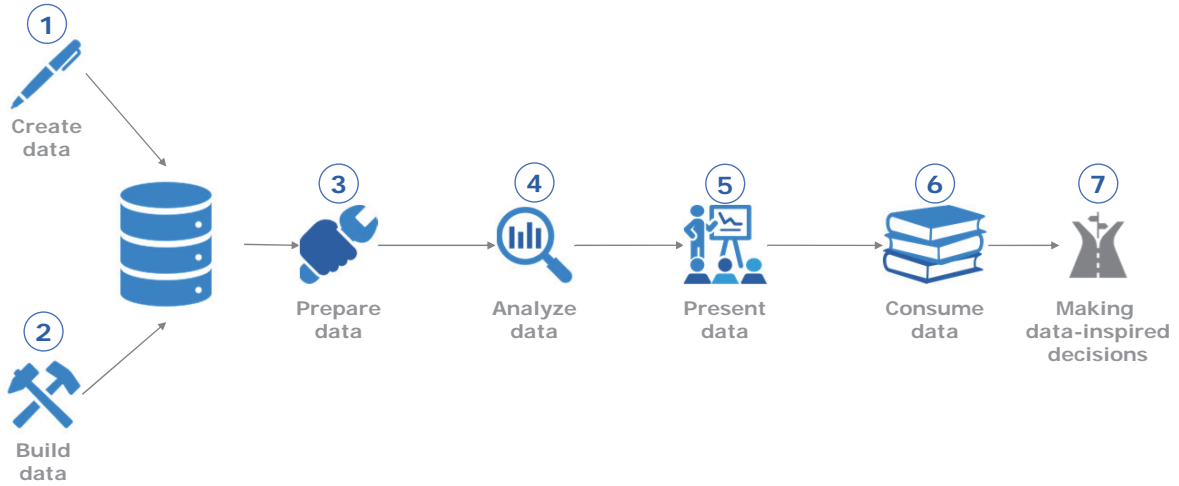 1
Create
data
2
Build
data
3
Prepare
data
4
Analyze
data
5
Present
data
6
Consume
data
7
Making
data-inspired
decisions